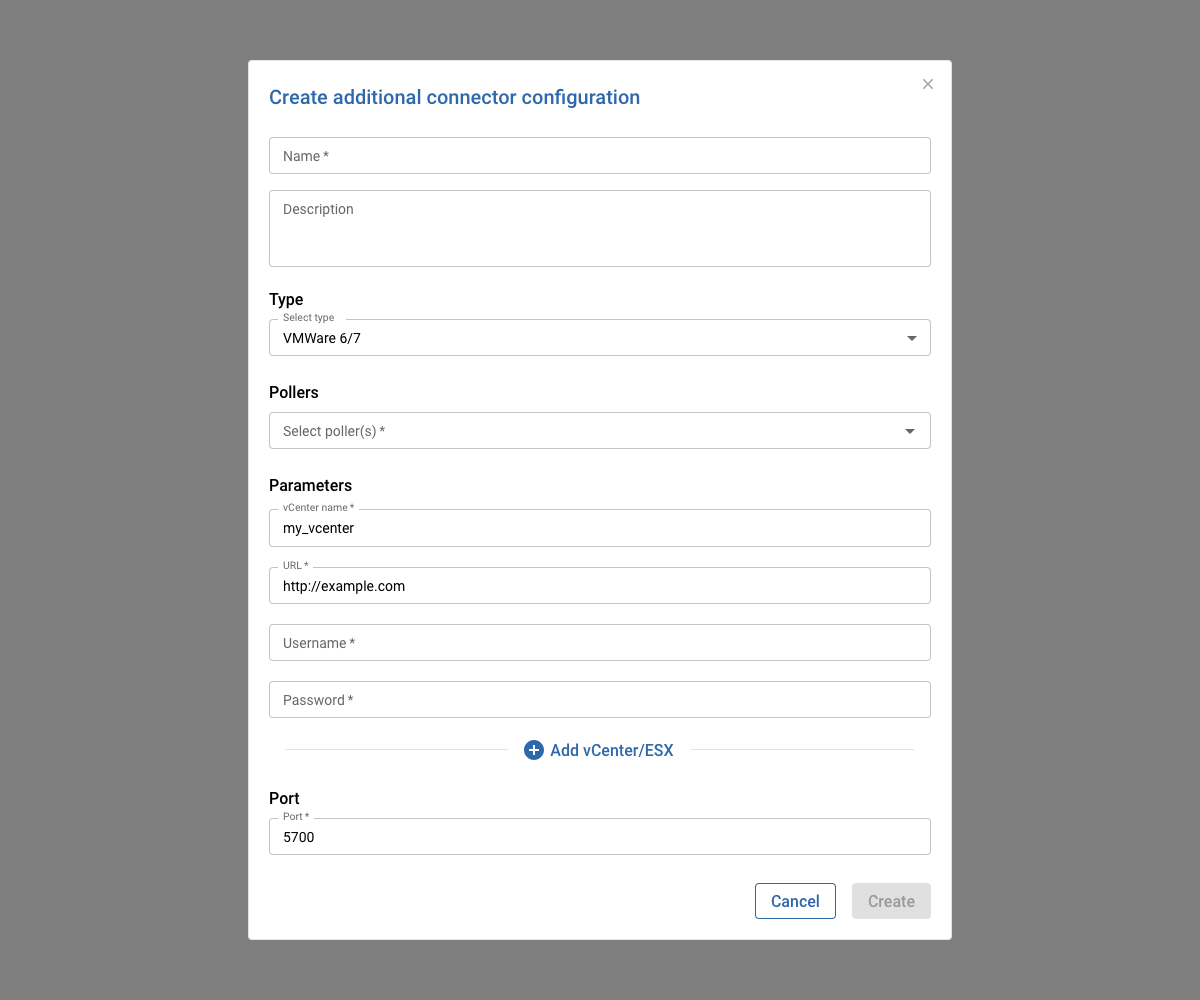 Create additional connector configuration
Name *
Description
Type
Select type
VMWare 6/7
Pollers
Select poller(s) *
Parameters
vCenter name *
my_vcenter
URL *
http://example.com
Username *
Password *
Add vCenter/ESX
Port
Port *
5700
Cancel
Create